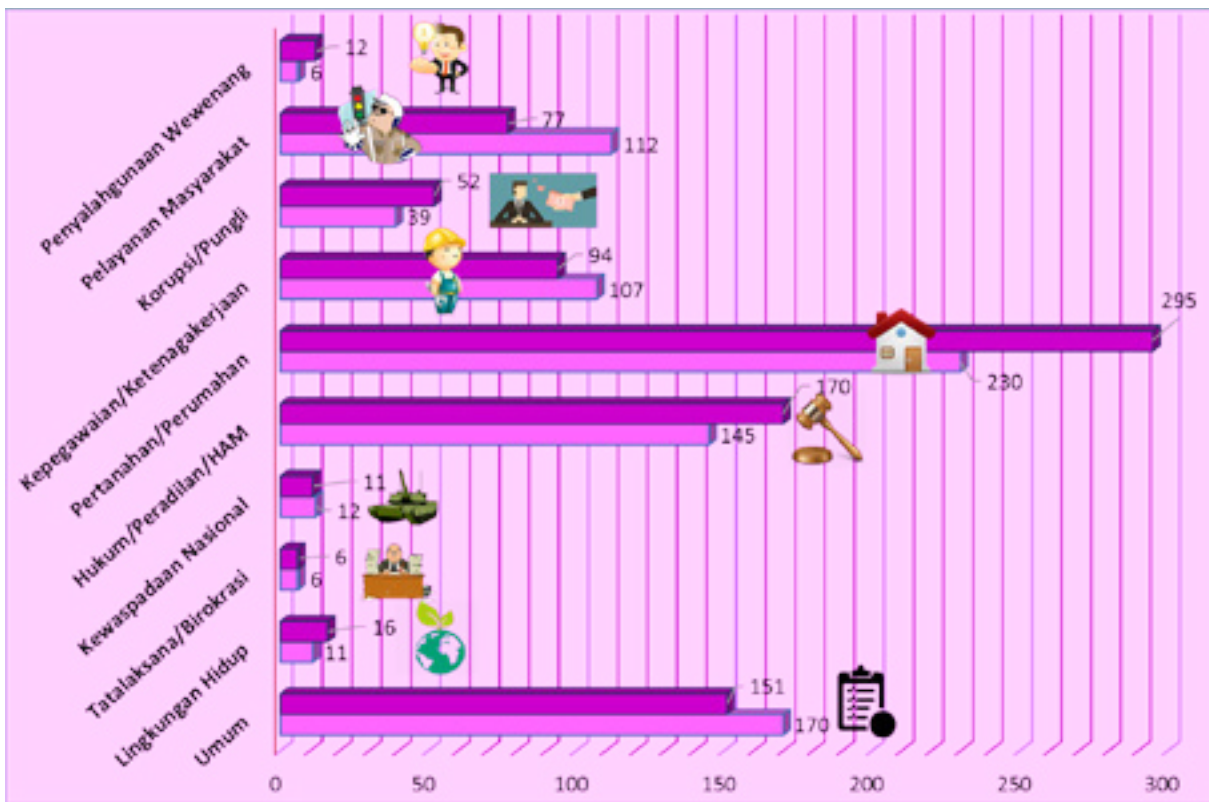 Penyalahgunaan Wewenang
12
6
Pelayanan Masyarakat
77
112
Korupsi/Pungli
52
39
Kepegawaian/Ketenagakerjaan
94
107
Pertanahan/Perumahan
295
230
Hukum/Peradilan/HAM
170
145
Kewaspadaan Nasional
11
12
Tatalaksana/Birokrasi
6
6
Lingkungan Hidup
16
11
Umum
151
170
0 50 100 150 200 250 300